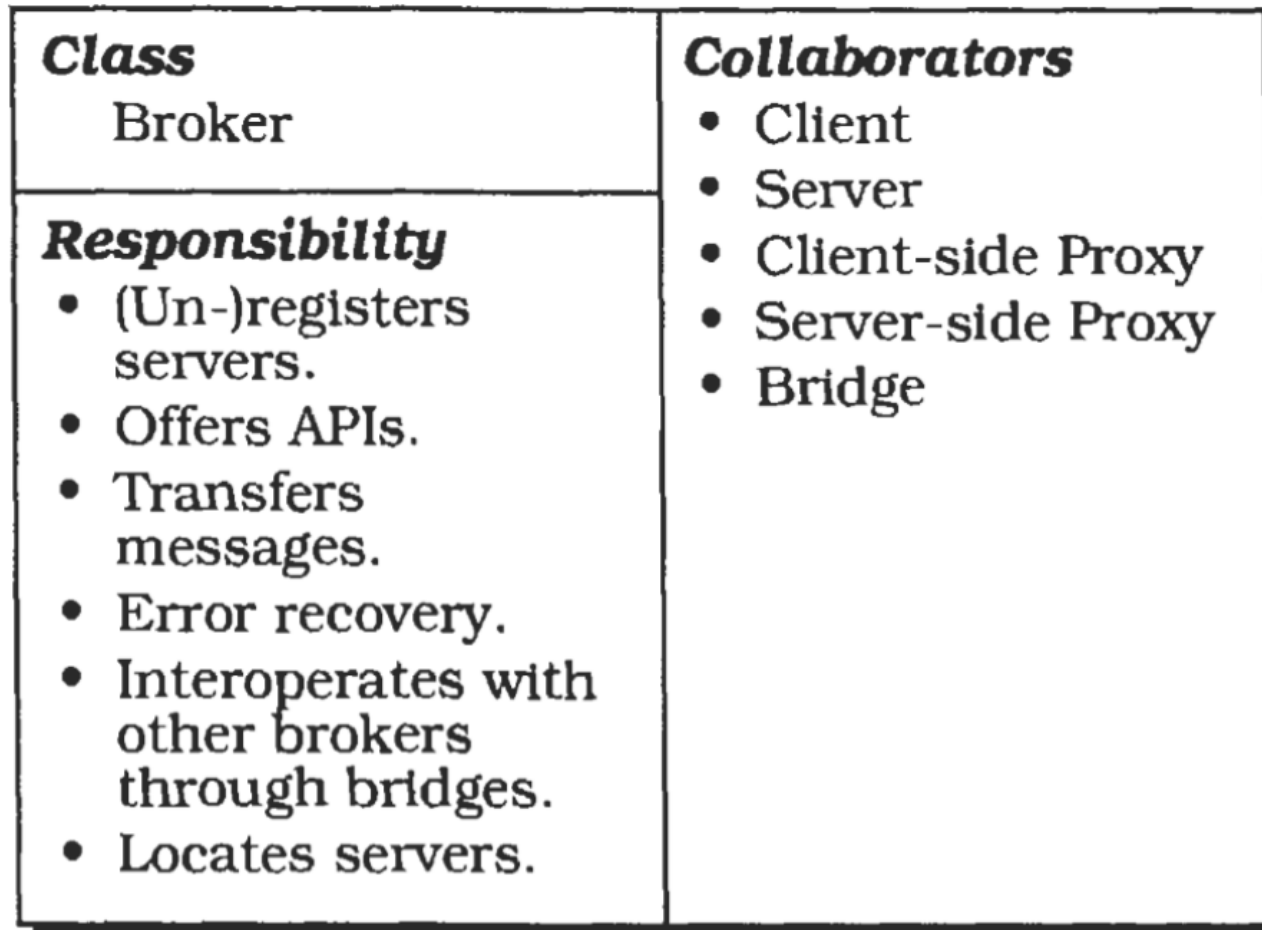 Class
Broker
Responsibility
• (Un-)registers
servers.
• Offers APIs.
• Transfers
messages.
• Error recovery.
• Interoperates with
other brokers
through bridges.
• Locates servers.
Collaborators
• Client
• Server
• Client-side Proxy
• Server-side Proxy
• Bridge